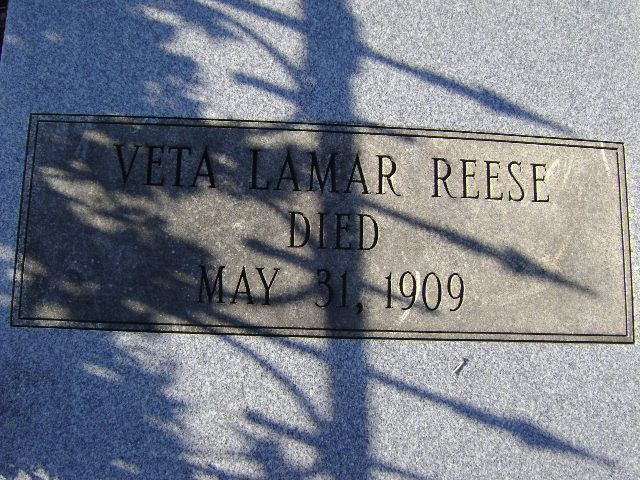 VETA LAMAR REESE
DIED
MAY 31, 1909